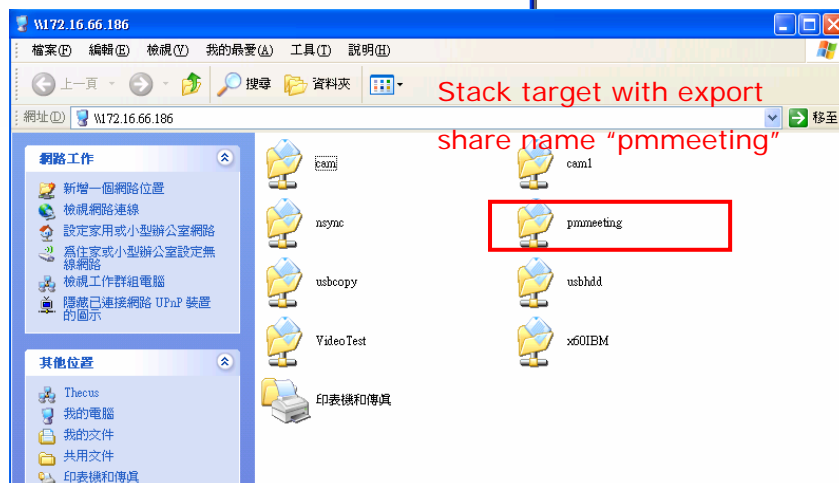 \\172.16.66.186
檔案(F) 編輯(E) 檢視(V) 我的最愛(A) 工具(T) 說明(H)
上一頁 搜尋 資料夾
Stack target with export
share name “pmmeeting”
網址(D) \\172.16.66.186 移至
網路工作
新增一個網路位置
檢視網路連線
設定家用或小型辦公室網路
為住家或小型辦公室設定無
線網路
檢視工作群組電腦
隱藏已連接網路 UPnP 裝置
的圖示
其他位置
Thecus
我的電腦
我的文件
共用文件
印表機和傳真
cam cam1
nsync pmmeeting
usbcopy usbhdd
VideoTest x60IBM
印表機和傳真